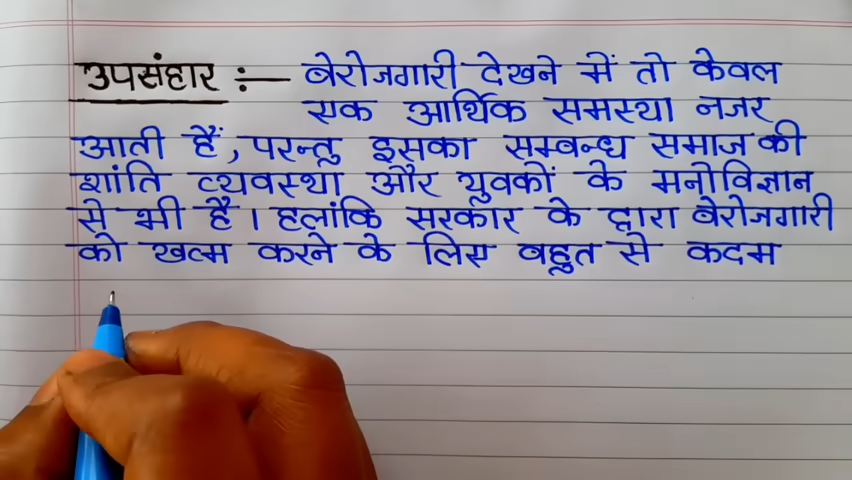 उपसंहार :— बेरोजगारी देखने में तो केवल
एक आर्थिक समस्या नजर
आती हैं, परन्तु इसका सम्बन्ध समाज की
शांति व्यवस्था और युवकों के मनोविज्ञान
से भी है। हलांकि सरकार के द्वारा बेरोजगारी
को खत्म करने के लिए बहुत से कदम